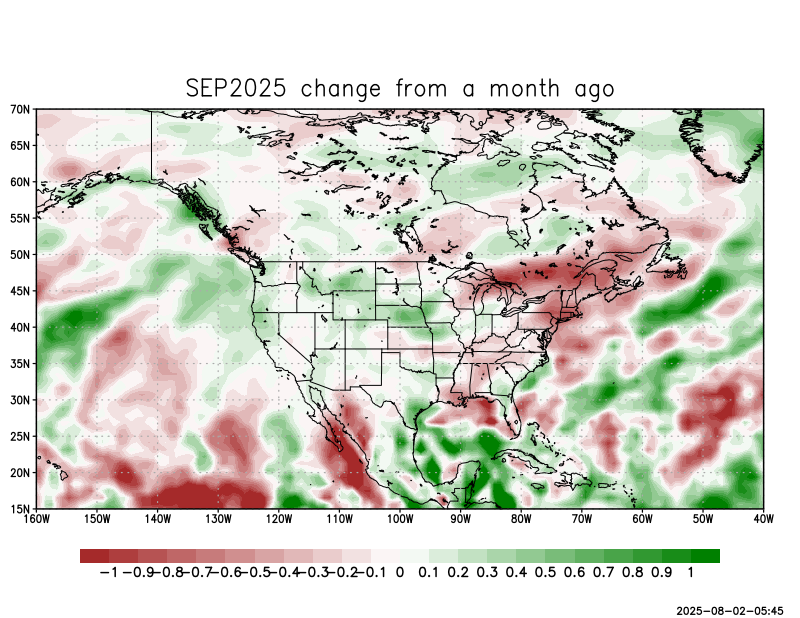 SEP2025 change from a month ago
70N
65N
60N
55N
50N
45N
40N
35N
30N
25N
20N
15N
160W 150W 140W 130W 120W 110W 100W 90W 80W 70W 60W 50W 40W
-1 -0.9 -0.8 -0.7 -0.6 -0.5 -0.4 -0.3 -0.2 -0.1 0 0.1 0.2 0.3 0.4 0.5 0.6 0.7 0.8 0.9 1
2025-08-02-05:45